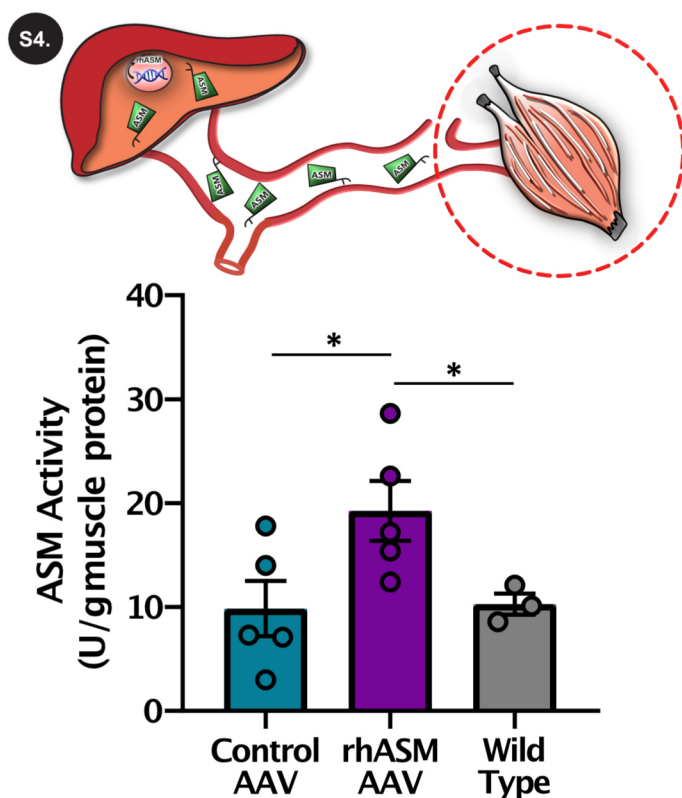 S4.
rhASM
ASM
ASM
ASM
ASM
ASM
ASM
40
30
20
10
0
ASM Activity
(U/gmuscle protein)
*
*
Control
AAV
rhASM
AAV
Wild
Type